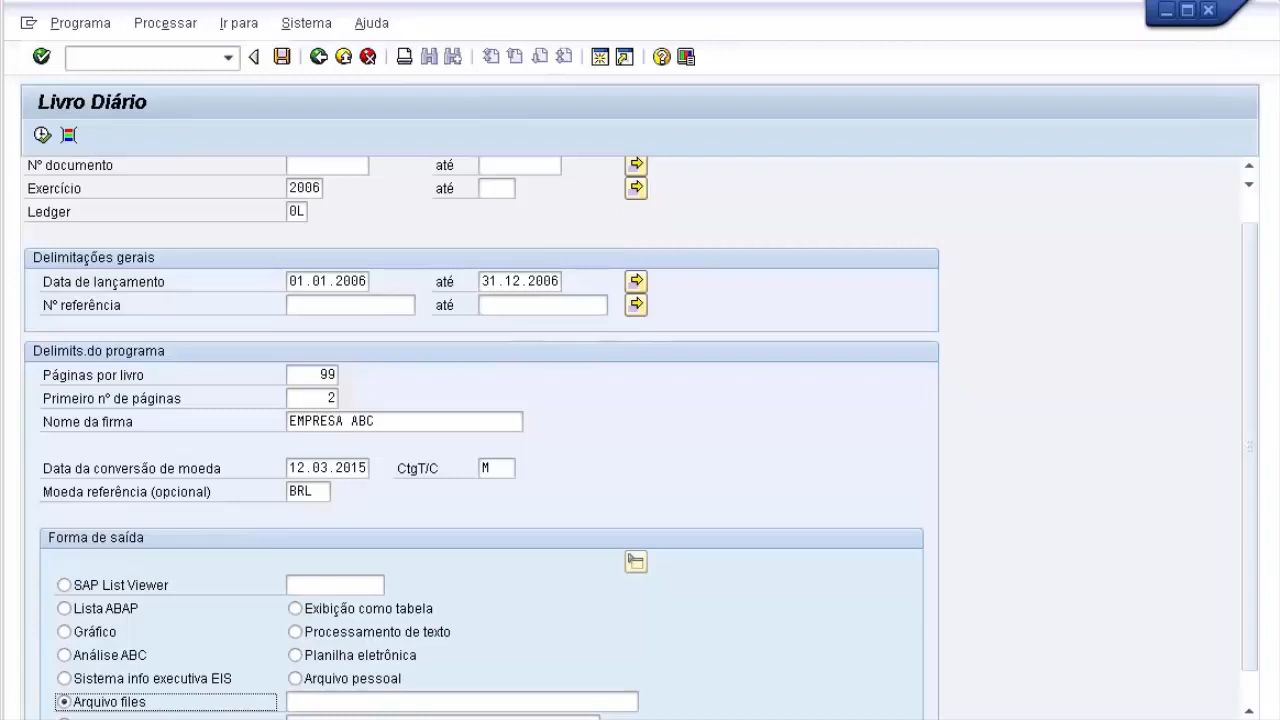 Programa Processar Ir para Sistema Ajuda
Livro Diário
Nº documento até
Exercício 2006 até
Ledger 0L
Delimitações gerais
Data de lançamento 01.01.2006 até 31.12.2006
Nº referência até
Delimits.do programa
Páginas por livro 99
Primeiro nº de páginas 2
Nome da firma EMPRESA ABC
Data da conversão de moeda 12.03.2015 CtgT/C M
Moeda referência (opcional) BRL
Forma de saída
SAP List Viewer
Lista ABAP Exibição como tabela
Gráfico Processamento de texto
Análise ABC Planilha eletrônica
Sistema info executiva EIS Arquivo pessoal
Arquivo files